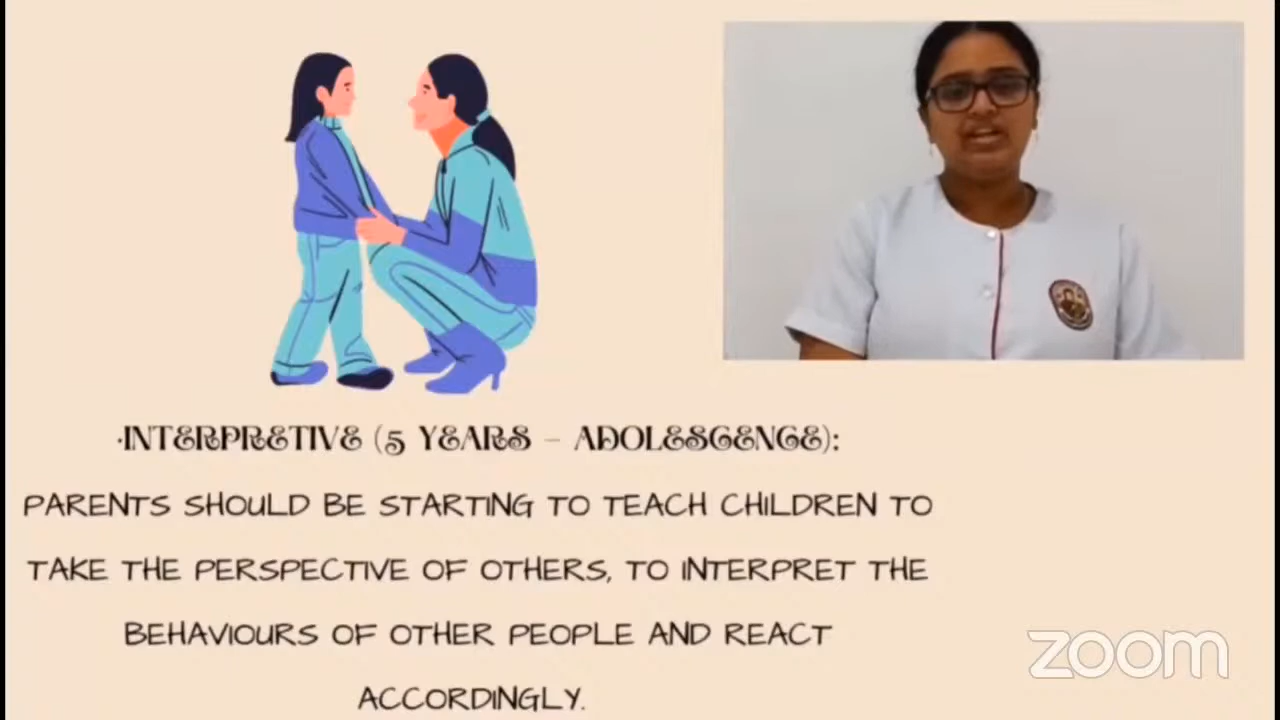 ·INTERPRETIVE (5 YEARS – ADOLESCENCE):
PARENTS SHOULD BE STARTING TO TEACH CHILDREN TO
TAKE THE PERSPECTIVE OF OTHERS, TO INTERPRET THE
BEHAVIOURS OF OTHER PEOPLE AND REACT
ACCORDINGLY.
zoom